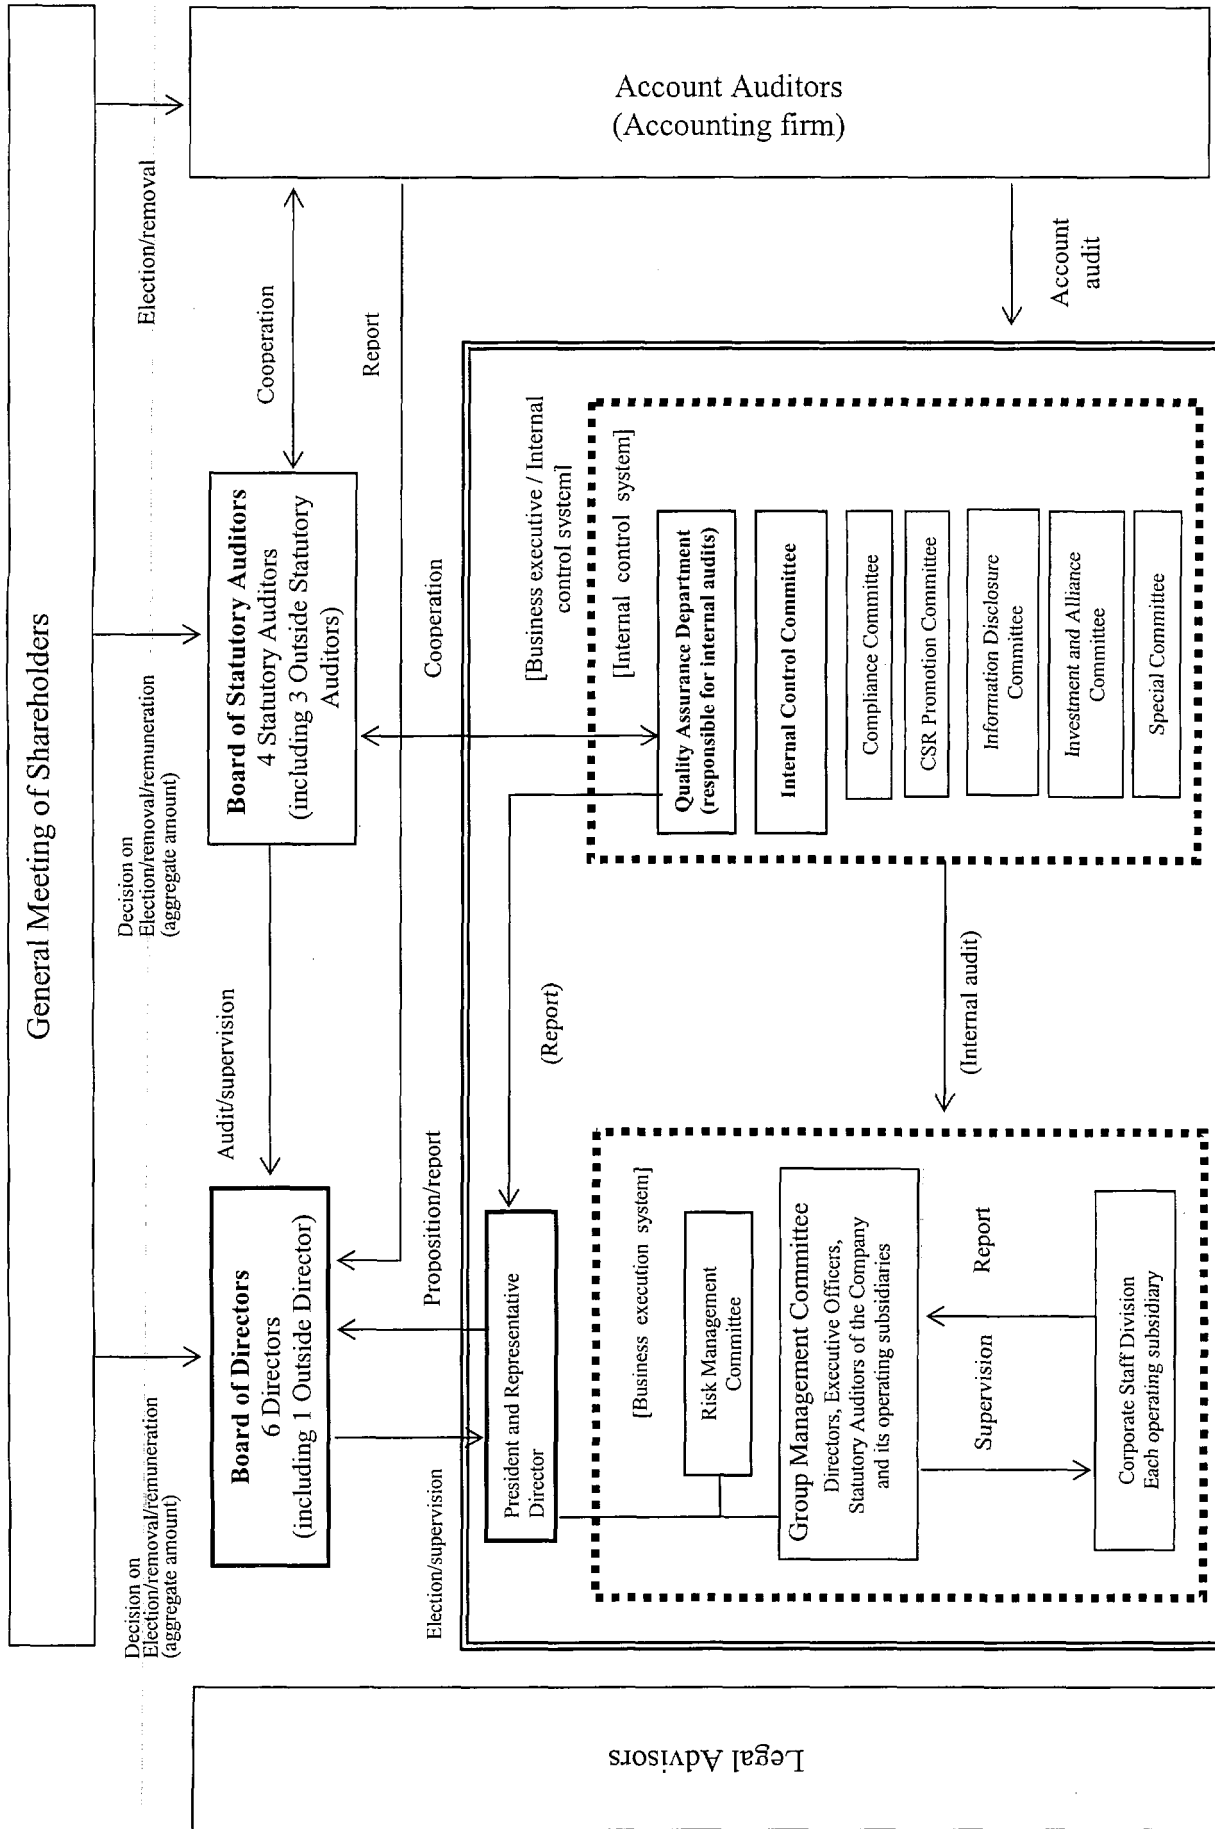 General Meeting of Shareholders
Decision on
Election/removal/remuneration
(aggregate amount)
Decision on
Election/removal/remuneration
(aggregate amount)
Election/removal
Board of Directors
6 Directors
(including 1 Outside Director)
Audit/supervision
Board of Statutory Auditors
4 Statutory Auditors
(including 3 Outside Statutory
Auditors)
Cooperation
Account Auditors
(Accounting firm)
Report
Election/supervision
Proposition/report
Cooperation
[Business executive / Internal
control system]
President and Representative
Director
(Report)
[Business execution system]
Risk Management
Committee
Group Management Committee
Directors, Executive Officers,
Statutory Auditors of the Company
and its operating subsidiaries
Supervision
Report
Corporate Staff Division
Each operating subsidiary
(Internal audit)
[Internal control system]
Quality Assurance Department
(responsible for internal audits)
Internal Control Committee
Compliance Committee
CSR Promotion Committee
Information Disclosure
Committee
Investment and Alliance
Committee
Special Committee
Account
audit
Legal Advisors